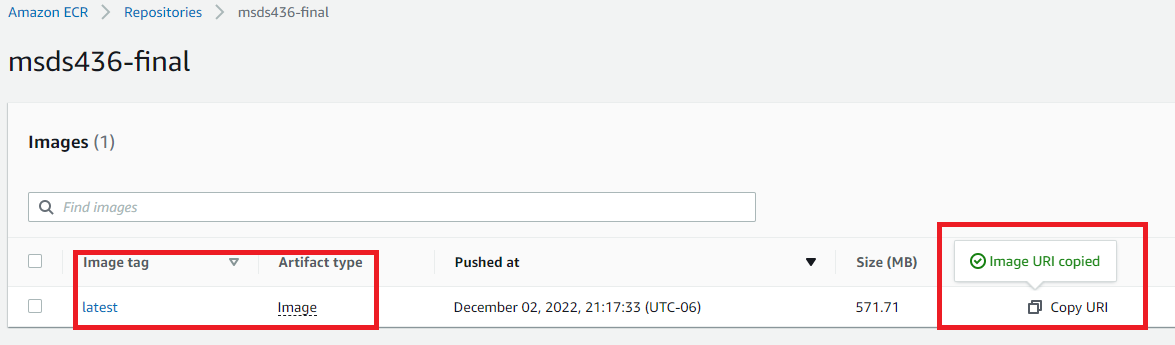 Amazon ECR > Repositories > msds436-final
msds436-final
Images (1)
Find images
Image tag Artifact type Pushed at Size (MB)
Image URI copied
latest Image December 02, 2022, 21:17:33 (UTC-06) 571.71 Copy URI